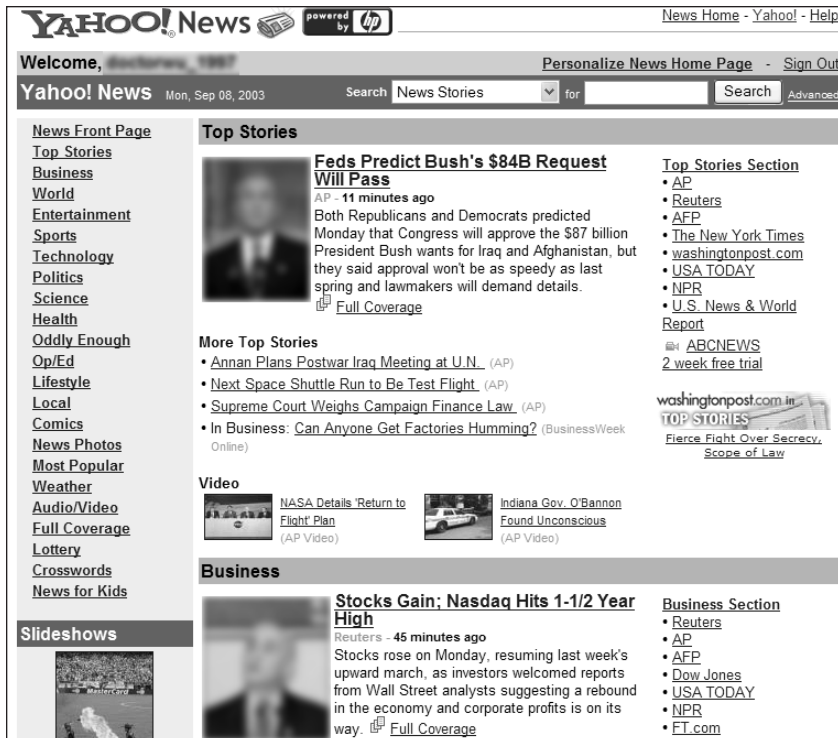 YAHOO! News powered by hp
News Home - Yahoo! - Help
Welcome,
Personalize News Home Page - Sign Out
Yahoo! News Mon, Sep 08, 2003
Search News Stories for Search Advanced
News Front Page
Top Stories
Business
World
Entertainment
Sports
Technology
Politics
Science
Health
Oddly Enough
Op/Ed
Lifestyle
Local
Comics
News Photos
Most Popular
Weather
Audio/Video
Full Coverage
Lottery
Crosswords
News for Kids
Slideshows
MasterCard
Top Stories
Feds Predict Bush's $84B Request
Will Pass
AP - 11 minutes ago
Both Republicans and Democrats predicted
Monday that Congress will approve the $87 billion
President Bush wants for Iraq and Afghanistan, but
they said approval won't be as speedy as last
spring and lawmakers will demand details.
Full Coverage
More Top Stories
• Annan Plans Postwar Iraq Meeting at U.N. (AP)
• Next Space Shuttle Run to Be Test Flight (AP)
• Supreme Court Weighs Campaign Finance Law (AP)
• In Business: Can Anyone Get Factories Humming? (BusinessWeek
Online)
Video
NASA Details 'Return to
Flight' Plan
(AP Video)
Indiana Gov. O'Bannon
Found Unconscious
(AP Video)
Top Stories Section
• AP
• Reuters
• AFP
• The New York Times
• washingtonpost.com
• USA TODAY
• NPR
• U.S. News & World
Report
ABCNEWS
2 week free trial
washingtonpost.com in
TOP STORIES
Fierce Fight Over Secrecy,
Scope of Law
Business
Stocks Gain; Nasdaq Hits 1-1/2 Year
High
Reuters - 45 minutes ago
Stocks rose on Monday, resuming last week's
upward march, as investors welcomed reports
from Wall Street analysts suggesting a rebound
in the economy and corporate profits is on its
way. Full Coverage
Business Section
• Reuters
• AP
• AFP
• Dow Jones
• USA TODAY
• NPR
• FT.com